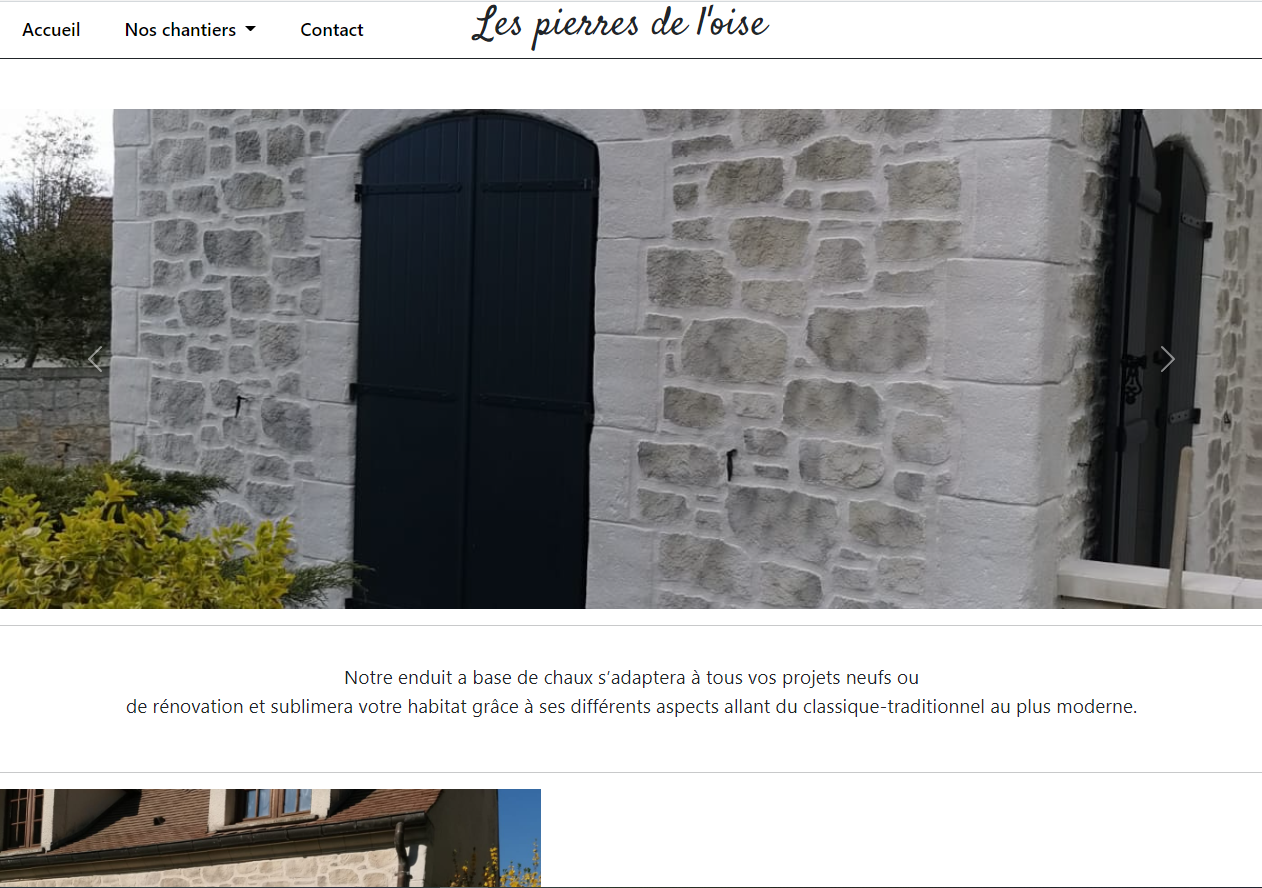 Accueil
Nos chantiers
Contact
Les pierres de l'oise
Notre enduit a base de chaux s'adaptera à tous vos projets neufs ou
de rénovation et sublimera votre habitat grâce à ses différents aspects allant du classique-traditionnel au plus moderne.